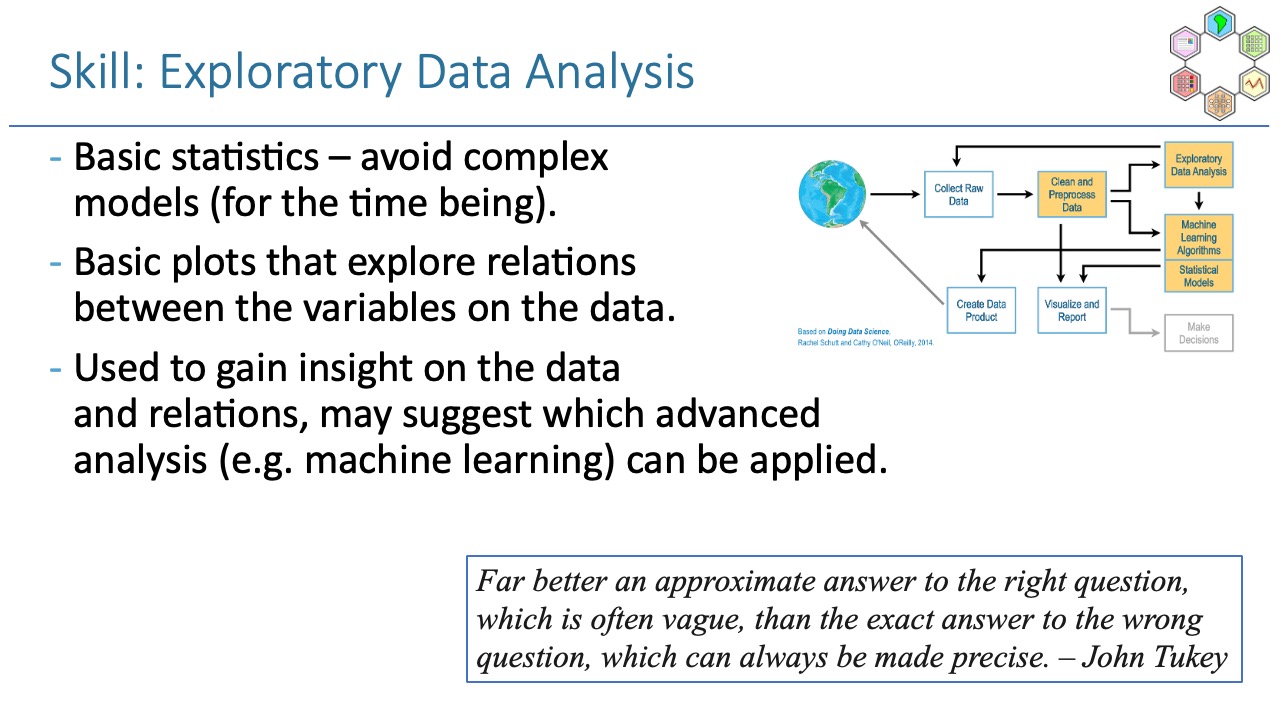 Skill: Exploratory Data Analysis
- Basic statistics – avoid complex
models (for the time being).
- Basic plots that explore relations
between the variables on the data.
- Used to gain insight on the data
and relations, may suggest which advanced
analysis (e.g. machine learning) can be applied.
Collect Raw
Data
Clean and
Preprocess
Data
Exploratory
Data Analysis
Machine
Learning
Algorithms
Statistical
Models
Create Data
Product
Visualize and
Report
Make
Decisions
Based on Doing Data Science,
Rachel Schutt and Cathy O'Neil, OReilly, 2014.
Far better an approximate answer to the right question,
which is often vague, than the exact answer to the wrong
question, which can always be made precise. – John Tukey